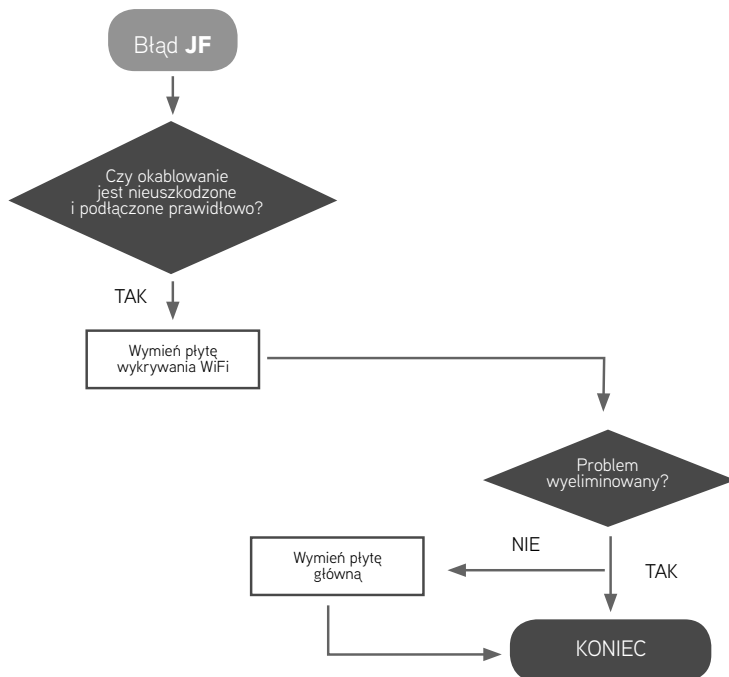 Błąd JF
Czy okablowanie
jest nieuszkodzone
i podłączone prawidłowo?
TAK
Wymień płytę
wykrywania WiFi
Problem
wyeliminowany?
NIE
Wymień płytę
główną
TAK
KONIEC